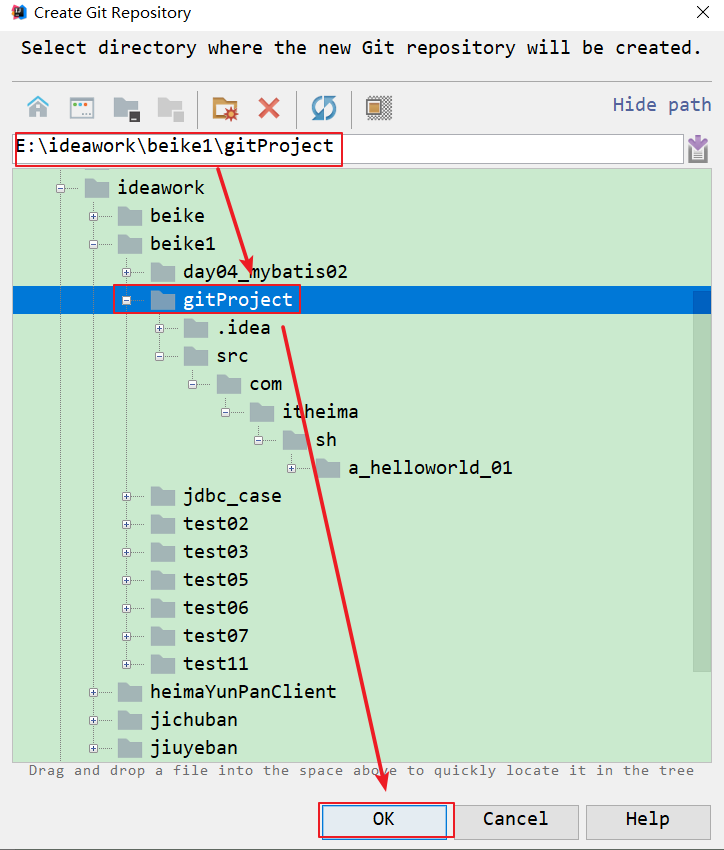 Create Git Repository
Select directory where the new Git repository will be created.
Hide path
E:\ideawork\beike1\gitProject
ideawork
beike
beike1
day04_mybatis02
gitProject
.idea
src
com
itheima
sh
a_helloworld_01
jdbc_case
test02
test03
test05
test06
test07
test11
heimaYunPanClient
jichuban
jiuyeban
Drag and drop a file into the space above to quickly locate it in the tree
OK Cancel Help